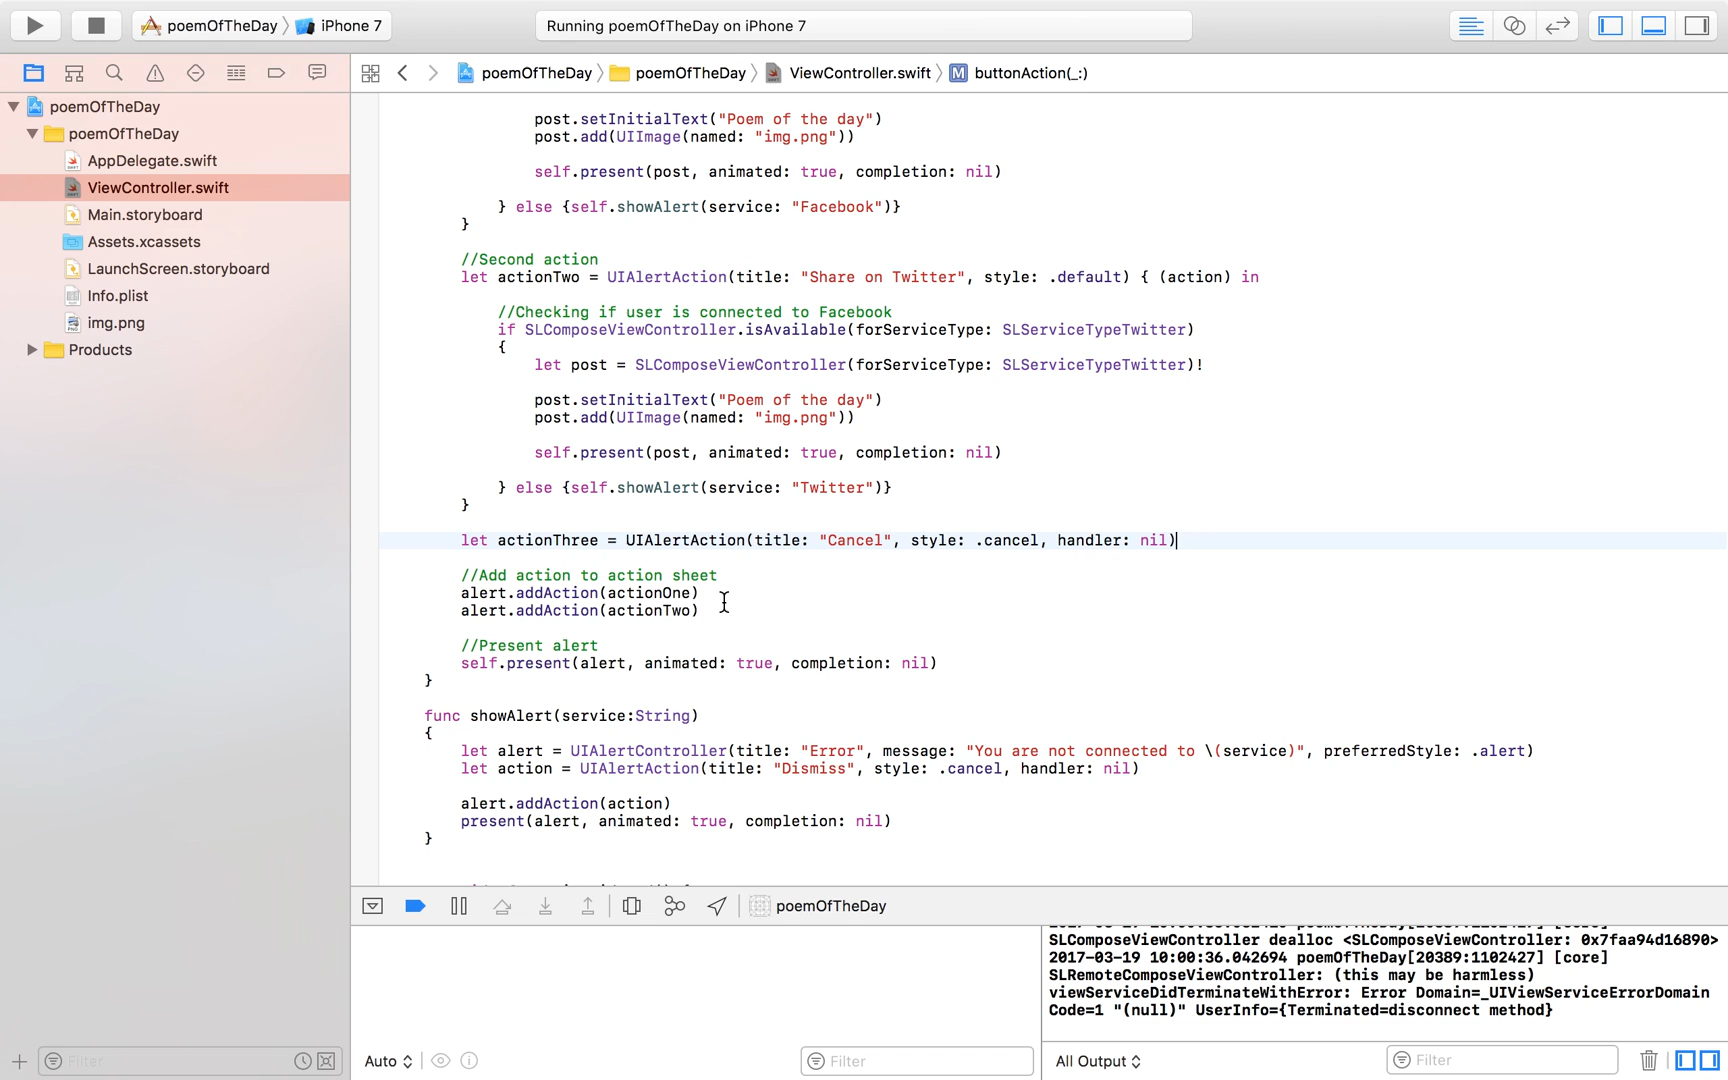 poemOfTheDay iPhone 7
Running poemOfTheDay on iPhone 7
poemOfTheDay poemOfTheDay ViewController.swift M buttonAction(_:)
poemOfTheDay
poemOfTheDay
AppDelegate.swift
ViewController.swift
Main.storyboard
Assets.xcassets
LaunchScreen.storyboard
Info.plist
img.png
Products
post.setInitialText("Poem of the day")
post.add(UIImage(named: "img.png"))
self.present(post, animated: true, completion: nil)
} else {self.showAlert(service: "Facebook")}
}
//Second action
let actionTwo = UIAlertAction(title: "Share on Twitter", style: .default) { (action) in
//Checking if user is connected to Facebook
if SLComposeViewController.isAvailable(forServiceType: SLServiceTypeTwitter)
{
let post = SLComposeViewController(forServiceType: SLServiceTypeTwitter)!
post.setInitialText("Poem of the day")
post.add(UIImage(named: "img.png"))
self.present(post, animated: true, completion: nil)
} else {self.showAlert(service: "Twitter")}
}
let actionThree = UIAlertAction(title: "Cancel", style: .cancel, handler: nil)
//Add action to action sheet
alert.addAction(actionOne)
alert.addAction(actionTwo)
//Present alert
self.present(alert, animated: true, completion: nil)
}
func showAlert(service:String)
{
let alert = UIAlertController(title: "Error", message: "You are not connected to \(service)", preferredStyle: .alert)
let action = UIAlertAction(title: "Dismiss", style: .cancel, handler: nil)
alert.addAction(action)
present(alert, animated: true, completion: nil)
}
poemOfTheDay
SLComposeViewController dealloc <SLComposeViewController: 0x7faa94d16890>
2017-03-19 10:00:36.042694 poemOfTheDay[20389:1102427] [core]
SLRemoteComposeViewController: (this may be harmless)
viewServiceDidTerminateWithError: Error Domain=_UIViewServiceErrorDomain
Code=1 "(null)" UserInfo={Terminated=disconnect method}
Filter
Auto
Filter
All Output
Filter